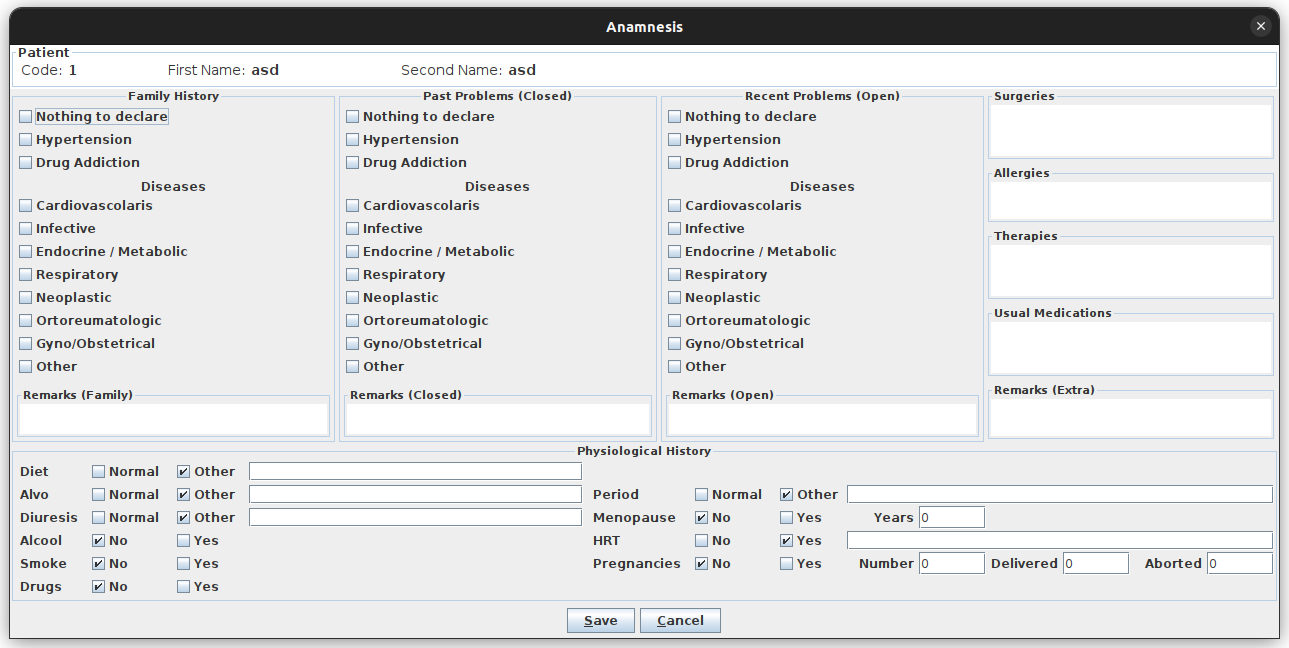 Anamnesis
Patient
Code: 1 First Name: asd Second Name: asd
Family History
Nothing to declare
Hypertension
Drug Addiction
Diseases
Cardiovascolaris
Infective
Endocrine / Metabolic
Respiratory
Neoplastic
Ortoreumatologic
Gyno/Obstetrical
Other
Remarks (Family)
Past Problems (Closed)
Nothing to declare
Hypertension
Drug Addiction
Diseases
Cardiovascolaris
Infective
Endocrine / Metabolic
Respiratory
Neoplastic
Ortoreumatologic
Gyno/Obstetrical
Other
Remarks (Closed)
Recent Problems (Open)
Nothing to declare
Hypertension
Drug Addiction
Diseases
Cardiovascolaris
Infective
Endocrine / Metabolic
Respiratory
Neoplastic
Ortoreumatologic
Gyno/Obstetrical
Other
Remarks (Open)
Surgeries
Allergies
Therapies
Usual Medications
Remarks (Extra)
Physiological History
Diet Normal Other
Alvo Normal Other
Diuresis Normal Other
Alcool No Yes
Smoke No Yes
Drugs No Yes
Period Normal Other
Menopause No Yes Years 0
HRT No Yes
Pregnancies No Yes Number 0 Delivered 0 Aborted 0
Save Cancel